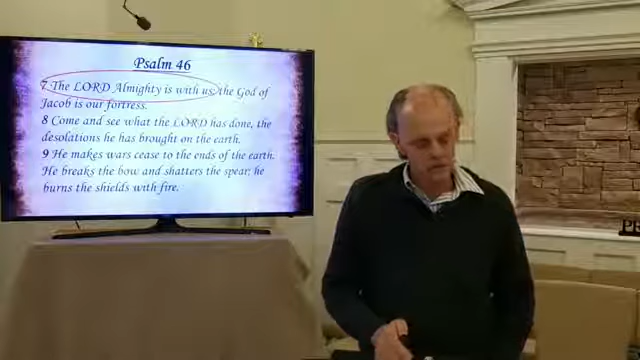 Psalm 46
7 The LORD Almighty is with us; the God of
Jacob is our fortress.
8 Come and see what the LORD has done, the
desolations he has brought on the earth.
9 He makes wars cease to the ends of the earth.
He breaks the bow and shatters the spear; he
burns the shields with fire.